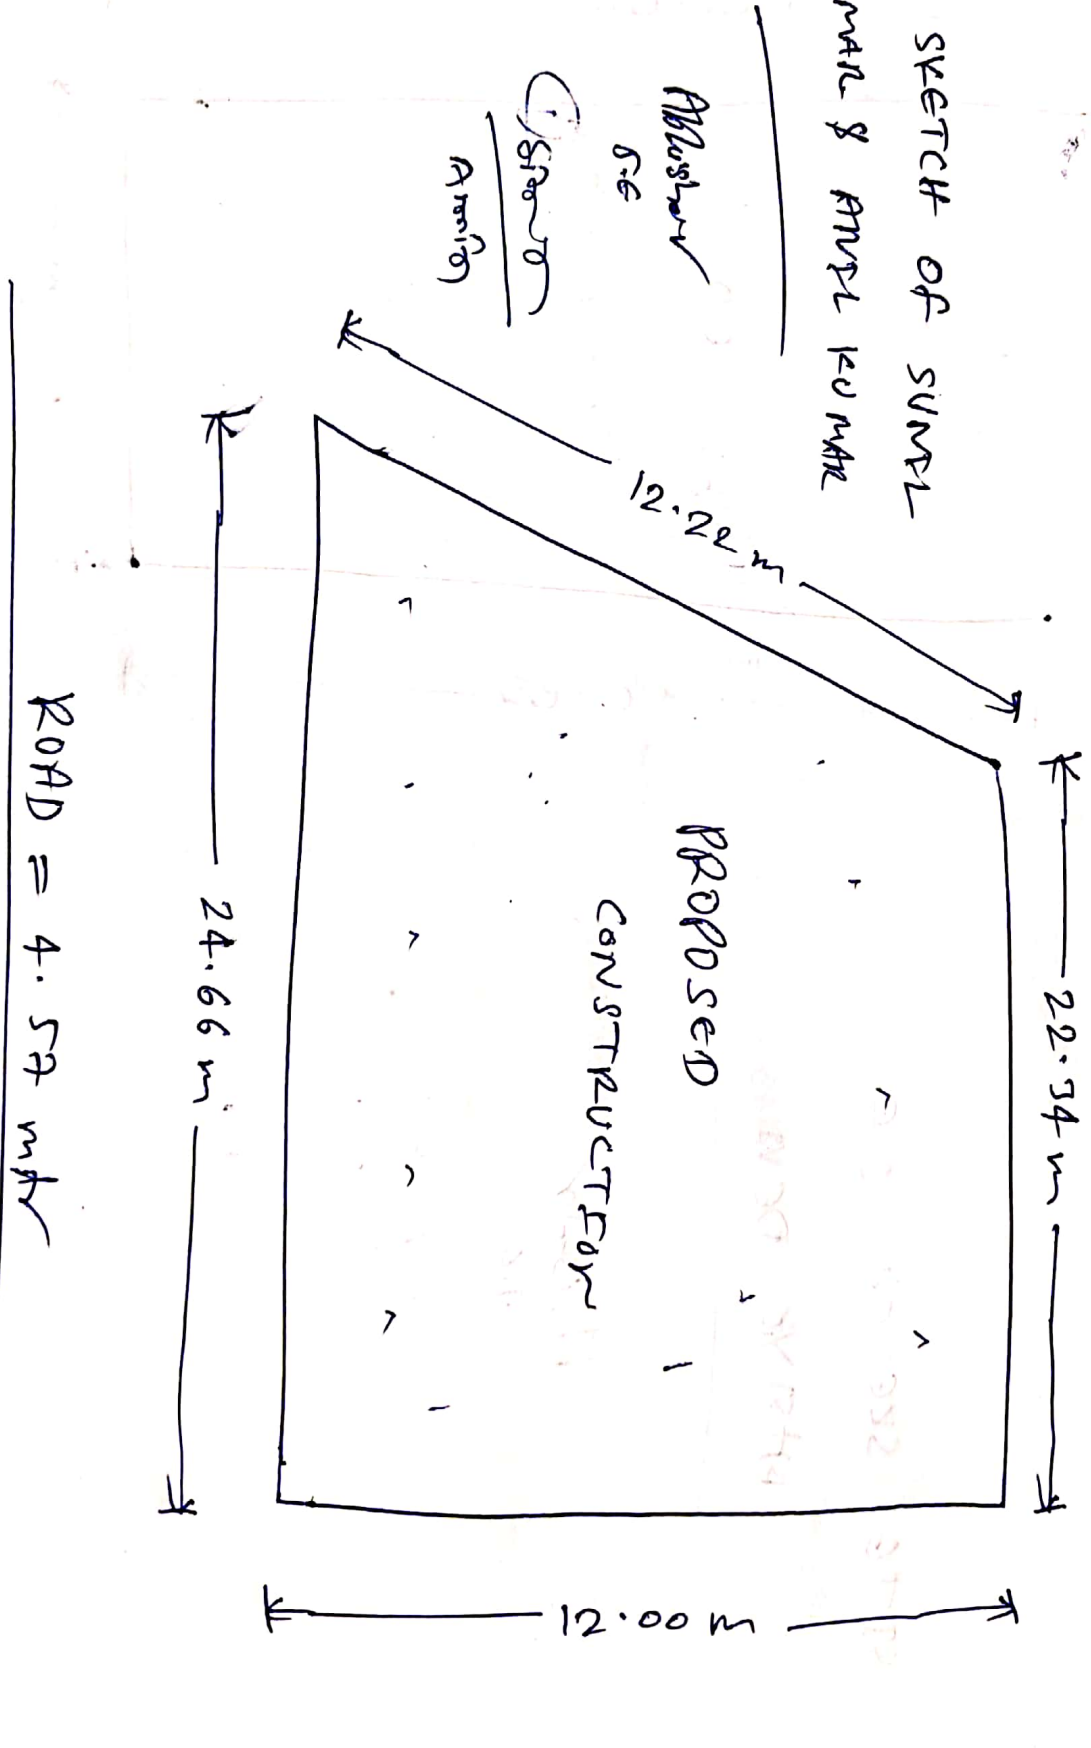 SKETCH OF SUNIL
MAR & ANIL KUMAR
12.22 m
22.34 m
PROPOSED
CONSTRUCTION
24.66 m
12.00 m
ROAD = 4.57 mtr